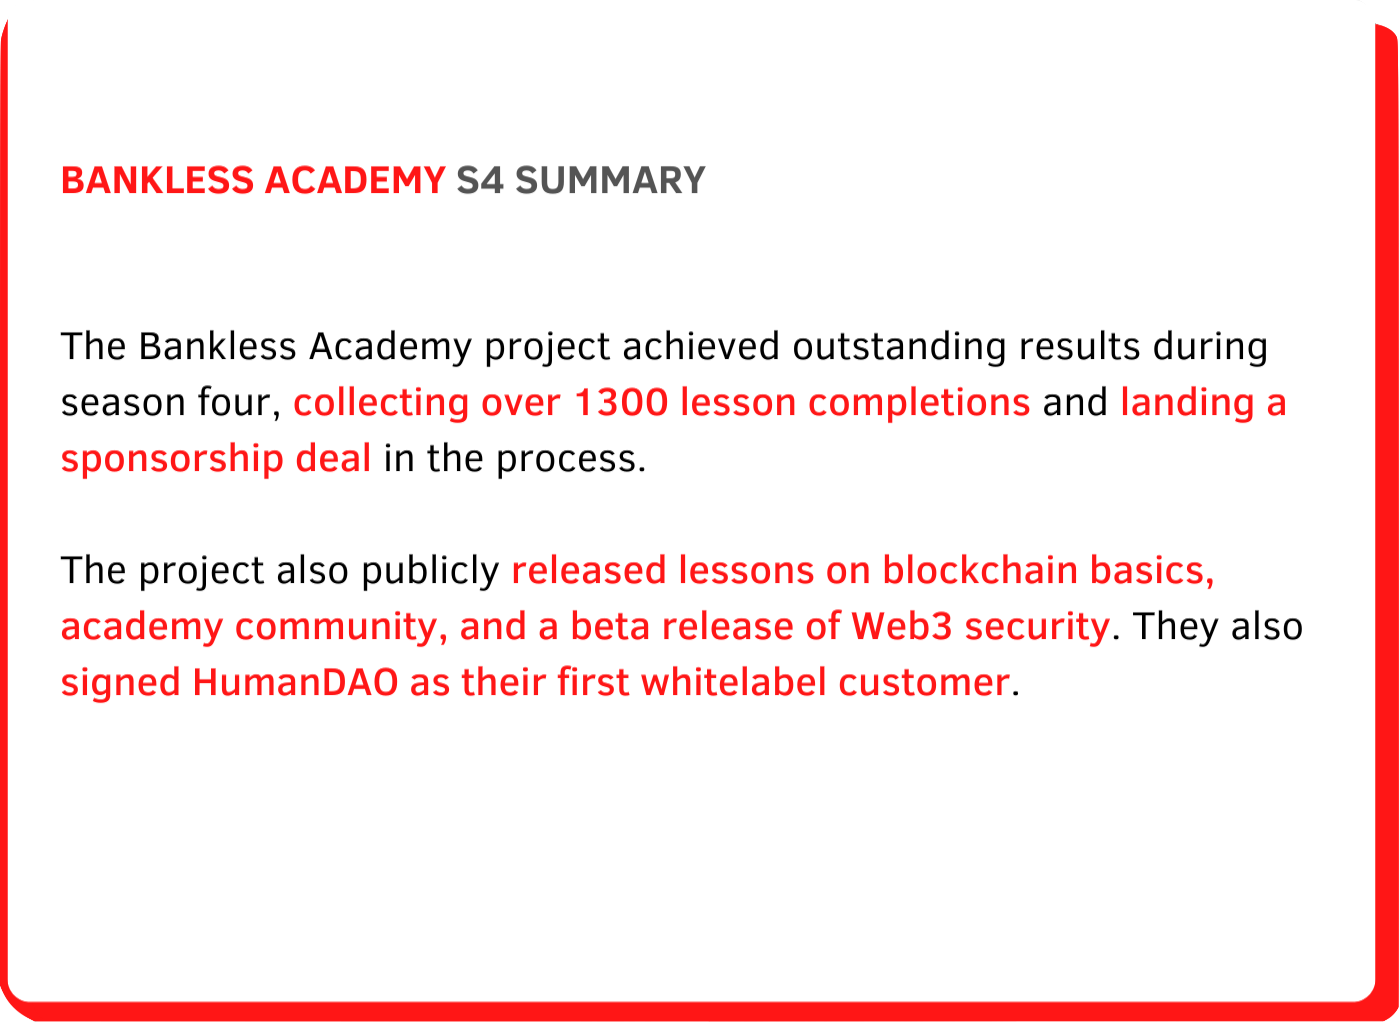 BANKLESS ACADEMY S4 SUMMARY
The Bankless Academy project achieved outstanding results during
season four, collecting over 1300 lesson completions and landing a
sponsorship deal in the process.
The project also publicly released lessons on blockchain basics,
academy community, and a beta release of Web3 security. They also
signed HumanDAO as their first whitelabel customer.